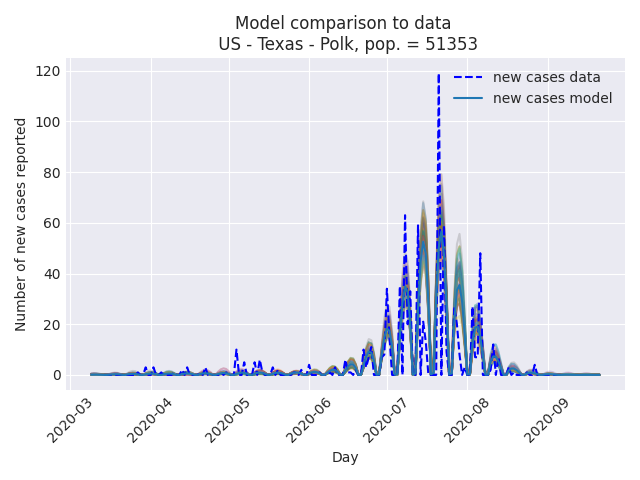 Model comparison to data
US - Texas - Polk, pop. = 51353
new cases data
new cases model
Number of new cases reported
120
100
80
60
40
20
0
2020-03
2020-04
2020-05
2020-06
2020-07
2020-08
2020-09
Day